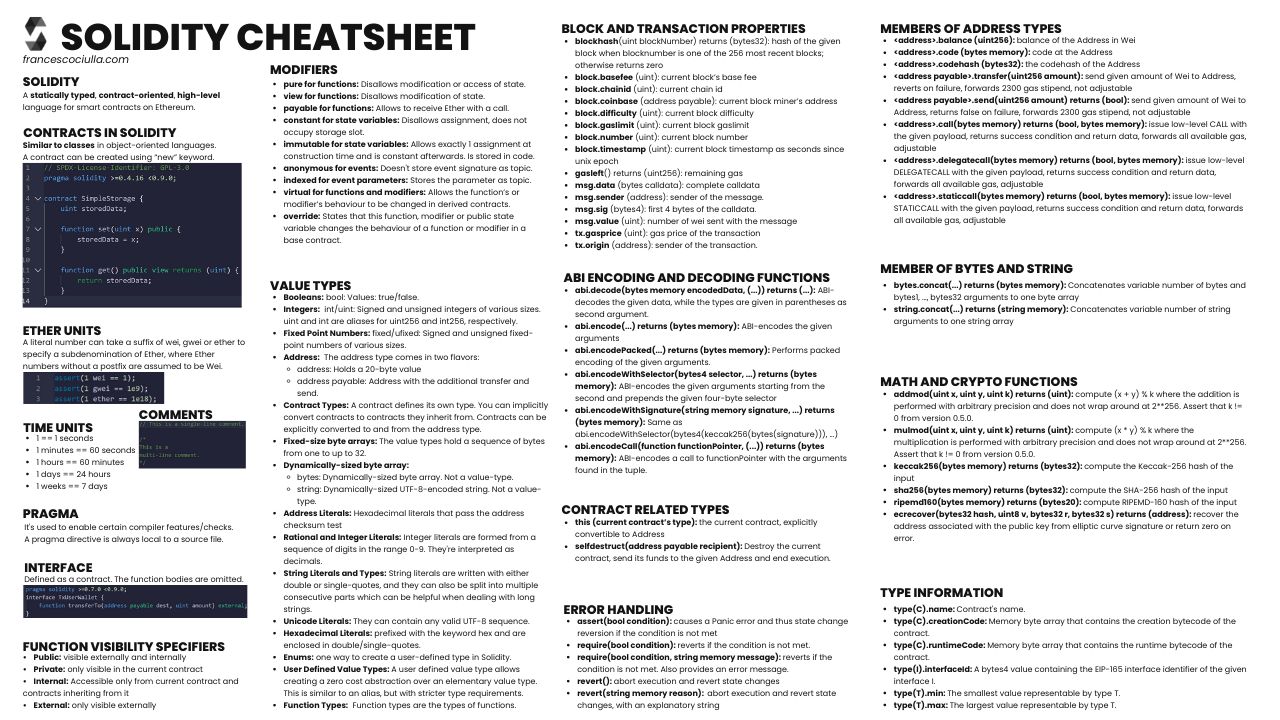 SOLIDITY CHEATSHEET
francescociulla.com
SOLIDITY
A statically typed, contract-oriented, high-level
language for smart contracts on Ethereum.
CONTRACTS IN SOLIDITY
Similar to classes in object-oriented languages.
A contract can be created using "new" keyword.
1 // SPDX-License-Identifier: GPL-3.0
2 pragma solidity >=0.4.16 <0.9.0;
3
4 contract SimpleStorage {
5 uint storedData;
6
7 function set(uint x) public {
8 storedData = x;
9 }
10
11 function get() public view returns (uint) {
12 return storedData;
13 }
14 }
ETHER UNITS
A literal number can take a suffix of wei, gwei or ether to
specify a subdenomination of Ether, where Ether
numbers without a postfix are assumed to be Wei.
1 assert(1 wei == 1);
2 assert(1 gwei == 1e9);
3 assert(1 ether == 1e18);
COMMENTS
// This is a single-line comment.
/*
This is a
multi-line comment.
*/
TIME UNITS
• 1 == 1 seconds
• 1 minutes == 60 seconds
• 1 hours == 60 minutes
• 1 days == 24 hours
• 1 weeks == 7 days
PRAGMA
It's used to enable certain compiler features/checks.
A pragma directive is always local to a source file.
INTERFACE
Defined as a contract. The function bodies are omitted.
pragma solidity >=0.7.0 <0.9.0;
interface TxUserWallet {
function transferTo(address payable dest, uint amount) external;
}
FUNCTION VISIBILITY SPECIFIERS
• Public: visible externally and internally
• Private: only visible in the current contract
• Internal: Accessible only from current contract and
contracts inheriting from it
• External: only visible externally
MODIFIERS
• pure for functions: Disallows modification or access of state.
• view for functions: Disallows modification of state.
• payable for functions: Allows to receive Ether with a call.
• constant for state variables: Disallows assignment, does
not occupy storage slot.
• immutable for state variables: Allows exactly 1 assignment at
construction time and is constant afterwards. Is stored in code.
• anonymous for events: Doesn't store event signature as topic.
• indexed for event parameters: Stores the parameter as topic.
• virtual for functions and modifiers: Allows the function's or
modifier's behaviour to be changed in derived contracts.
• override: States that this function, modifier or public state
variable changes the behaviour of a function or modifier in a
base contract.
VALUE TYPES
• Booleans: bool: Values: true/false.
• Integers: int/uint: Signed and unsigned integers of various sizes.
uint and int are aliases for uint256 and int256, respectively.
• Fixed Point Numbers: fixed/ufixed: Signed and unsigned fixed-
point numbers of various sizes.
• Address: The address type comes in two flavors:
◦ address: Holds a 20-byte value
◦ address payable: Address with the additional transfer and
send.
• Contract Types: A contract defines its own type. You can implicitly
convert contracts to contracts they inherit from. Contracts can be
explicitly converted to and from the address type.
• Fixed-size byte arrays: The value types hold a sequence of bytes
from one to up to 32.
• Dynamically-sized byte array:
◦ bytes: Dynamically-sized byte array. Not a value-type.
◦ string: Dynamically-sized UTF-8-encoded string. Not a value-
type.
• Address Literals: Hexadecimal literals that pass the address
checksum test
• Rational and Integer Literals: Integer literals are formed from a
sequence of digits in the range 0-9. They're interpreted as
decimals.
• String Literals and Types: String literals are written with either
double or single-quotes, and they can also be split into multiple
consecutive parts which can be helpful when dealing with long
strings.
• Unicode Literals: They can contain any valid UTF-8 sequence.
• Hexadecimal Literals: prefixed with the keyword hex and are
enclosed in double/single-quotes.
• Enums: one way to create a user-defined type in Solidity.
• User Defined Value Types: A user defined value type allows
creating a zero cost abstraction over an elementary value type.
This is similar to an alias, but with stricter type requirements.
• Function Types: Function types are the types of functions.
BLOCK AND TRANSACTION PROPERTIES
• blockhash(uint blockNumber) returns (bytes32): hash of the given
block when blocknumber is one of the 256 most recent blocks;
otherwise returns zero
• block.basefee (uint): current block's base fee
• block.chainid (uint): current chain id
• block.coinbase (address payable): current block miner's address
• block.difficulty (uint): current block difficulty
• block.gaslimit (uint): current block gaslimit
• block.number (uint): current block number
• block.timestamp (uint): current block timestamp as seconds since
unix epoch
• gasleft() returns (uint256): remaining gas
• msg.data (bytes calldata): complete calldata
• msg.sender (address): sender of the message.
• msg.sig (bytes4): first 4 bytes of the calldata.
• msg.value (uint): number of wei sent with the message
• tx.gasprice (uint): gas price of the transaction
• tx.origin (address): sender of the transaction.
ABI ENCODING AND DECODING FUNCTIONS
• abi.decode(bytes memory encodedData, (...)) returns (...): ABI-
decodes the given data, while the types are given in parentheses as
second argument.
• abi.encode(...) returns (bytes memory): ABI-encodes the given
arguments
• abi.encodePacked(...) returns (bytes memory): Performs packed
encoding of the given arguments.
• abi.encodeWithSelector(bytes4 selector, ...) returns (bytes
memory): ABI-encodes the given arguments starting from the
second and prepends the given four-byte selector
• abi.encodeWithSignature(string memory signature, ...) returns
(bytes memory): Same as
abi.encodeWithSelector(bytes4(keccak256(bytes(signature))), ...)
• abi.encodeCall(function functionPointer, (...)) returns (bytes
memory): ABI-encodes a call to functionPointer with the arguments
found in the tuple.
CONTRACT RELATED TYPES
• this (current contract's type): the current contract, explicitly
convertible to Address
• selfdestruct(address payable recipient): Destroy the current
contract, send its funds to the given Address and end execution.
ERROR HANDLING
• assert(bool condition): causes a Panic error and thus state change
reversion if the condition is not met
• require(bool condition): reverts if the condition is not met.
• require(bool condition, string memory message): reverts if the
condition is not met. Also provides an error message.
• revert(): abort execution and revert state changes
• revert(string memory reason): abort execution and revert state
changes, with an explanatory string
MEMBERS OF ADDRESS TYPES
• <address>.balance (uint256): balance of the Address in Wei
• <address>.code (bytes memory): code at the Address
• <address>.codehash (bytes32): the codehash of the Address
• <address payable>.transfer(uint256 amount): send given amount of Wei to Address,
reverts on failure, forwards 2300 gas stipend, not adjustable
• <address payable>.send(uint256 amount) returns (bool): send given amount of Wei to
Address, returns false on failure, forwards 2300 gas stipend, not adjustable
• <address>.call(bytes memory) returns (bool, bytes memory): issue low-level CALL with
the given payload, returns success condition and return data, forwards all available gas,
adjustable
• <address>.delegatecall(bytes memory) returns (bool, bytes memory): issue low-level
DELEGATECALL with the given payload, returns success condition and return data,
forwards all available gas, adjustable
• <address>.staticcall(bytes memory) returns (bool, bytes memory): issue low-level
STATICCALL with the given payload, returns success condition and return data, forwards
all available gas, adjustable
MEMBER OF BYTES AND STRING
• bytes.concat(...) returns (bytes memory): Concatenates variable number of bytes and
bytes1, ..., bytes32 arguments to one byte array
• string.concat(...) returns (string memory): Concatenates variable number of string
arguments to one string array
MATH AND CRYPTO FUNCTIONS
• addmod(uint x, uint y, uint k) returns (uint): compute (x + y) % k where the addition is
performed with arbitrary precision and does not wrap around at 2**256. Assert that k !=
0 from version 0.5.0.
• mulmod(uint x, uint y, uint k) returns (uint): compute (x * y) % k where the
multiplication is performed with arbitrary precision and does not wrap around at 2**256.
Assert that k != 0 from version 0.5.0.
• keccak256(bytes memory) returns (bytes32): compute the Keccak-256 hash of the
input
• sha256(bytes memory) returns (bytes32): compute the SHA-256 hash of the input
• ripemd160(bytes memory) returns (bytes20): compute RIPEMD-160 hash of the input
• ecrecover(bytes32 hash, uint8 v, bytes32 r, bytes32 s) returns (address): recover the
address associated with the public key from elliptic curve signature or return zero on
error.
TYPE INFORMATION
• type(C).name: Contract's name.
• type(C).creationCode: Memory byte array that contains the creation bytecode of the
contract.
• type(C).runtimeCode: Memory byte array that contains the runtime bytecode of the
contract.
• type(I).interfaceId: A bytes4 value containing the EIP-165 interface identifier of the given
interface I.
• type(T).min: The smallest value representable by type T.
• type(T).max: The largest value representable by type T.